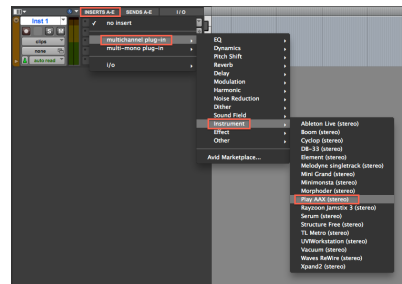 INSERTS A-E SENDS A-E I / O
Inst 1
no insert
S M
clips
none
auto read
multichannel plug-in
multi-mono plug-in
i/o
EQ
Dynamics
Pitch Shift
Reverb
Delay
Modulation
Harmonic
Noise Reduction
Dither
Sound Field
Instrument
Effect
Other
Avid Marketplace...
Ableton Live (stereo)
Boom (stereo)
Cyclop (stereo)
DB-33 (stereo)
Element (stereo)
Melodyne singletrack (stereo)
Mini Grand (stereo)
Minimonsta (stereo)
Morphoder (stereo)
Play AAX (stereo)
Rayzoon Jamstix 3 (stereo)
Serum (stereo)
Structure Free (stereo)
TL Metro (stereo)
UVIWorkstation (stereo)
Vacuum (stereo)
Waves ReWire (stereo)
Xpand2 (stereo)